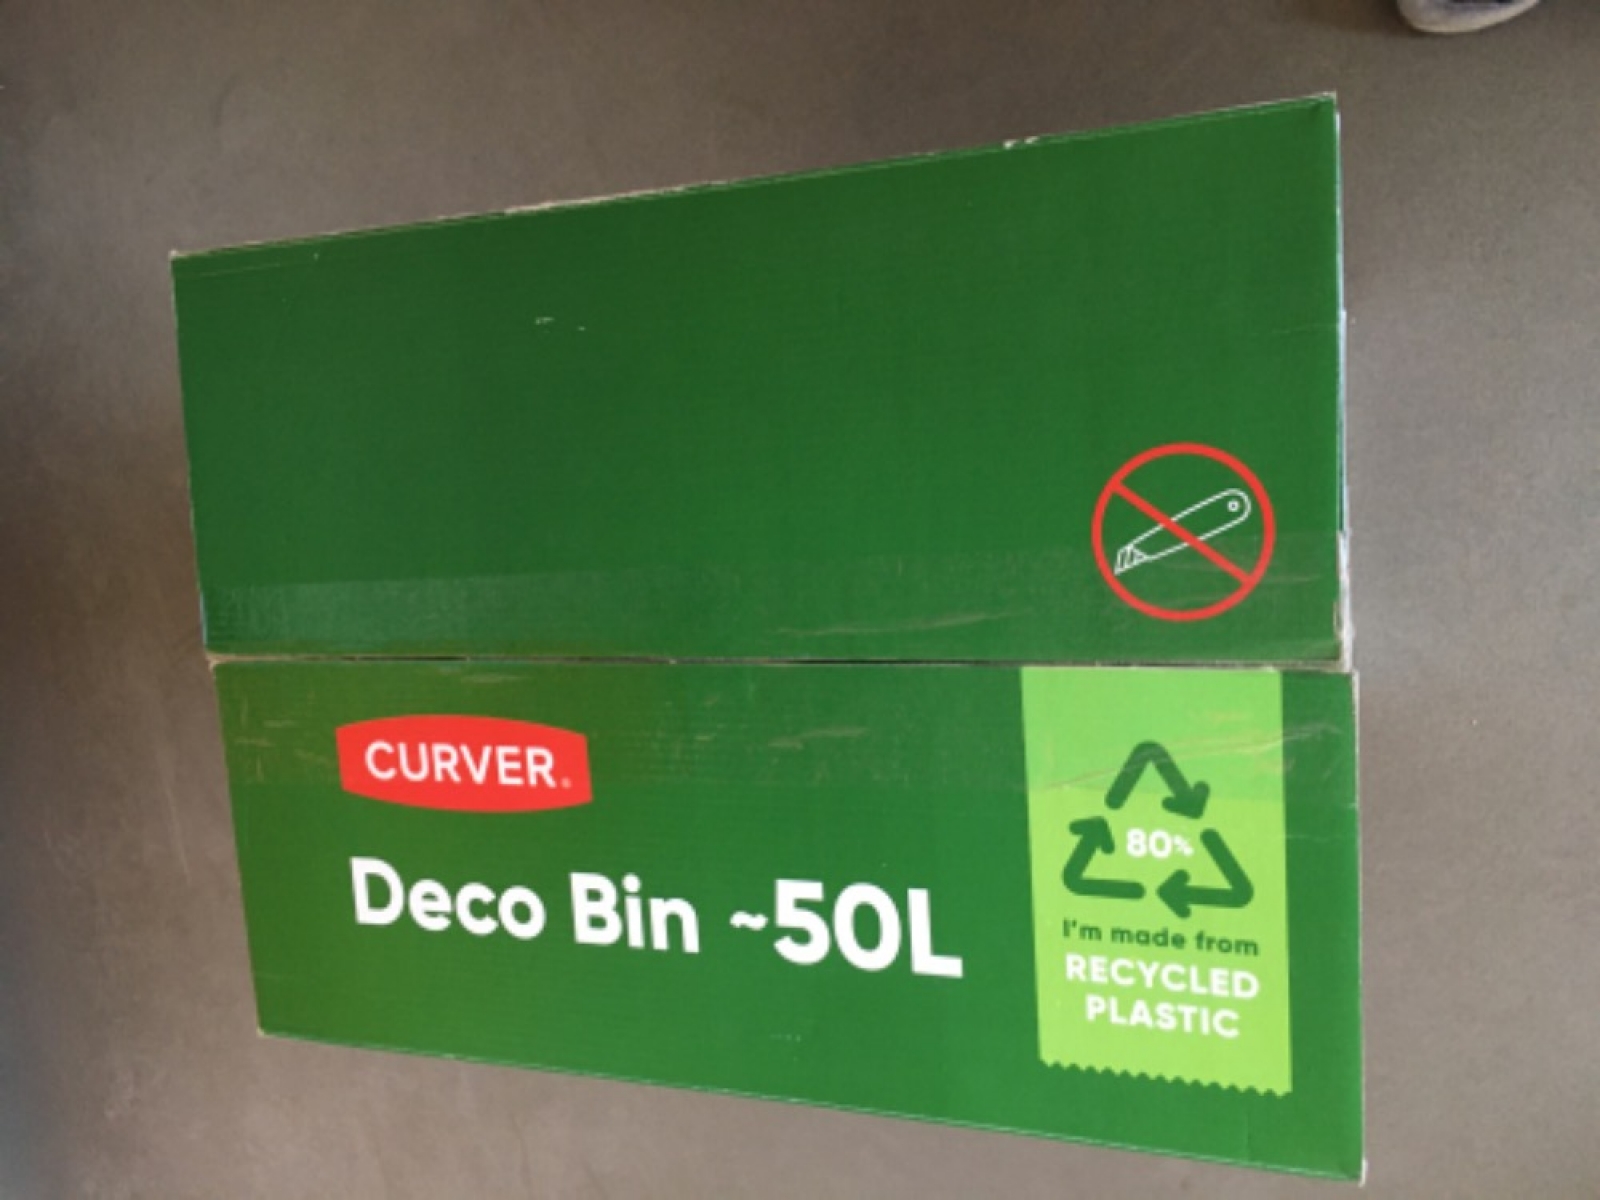 CURVER®
Deco Bin ~50L
80%
I'm made from
RECYCLED
PLASTIC